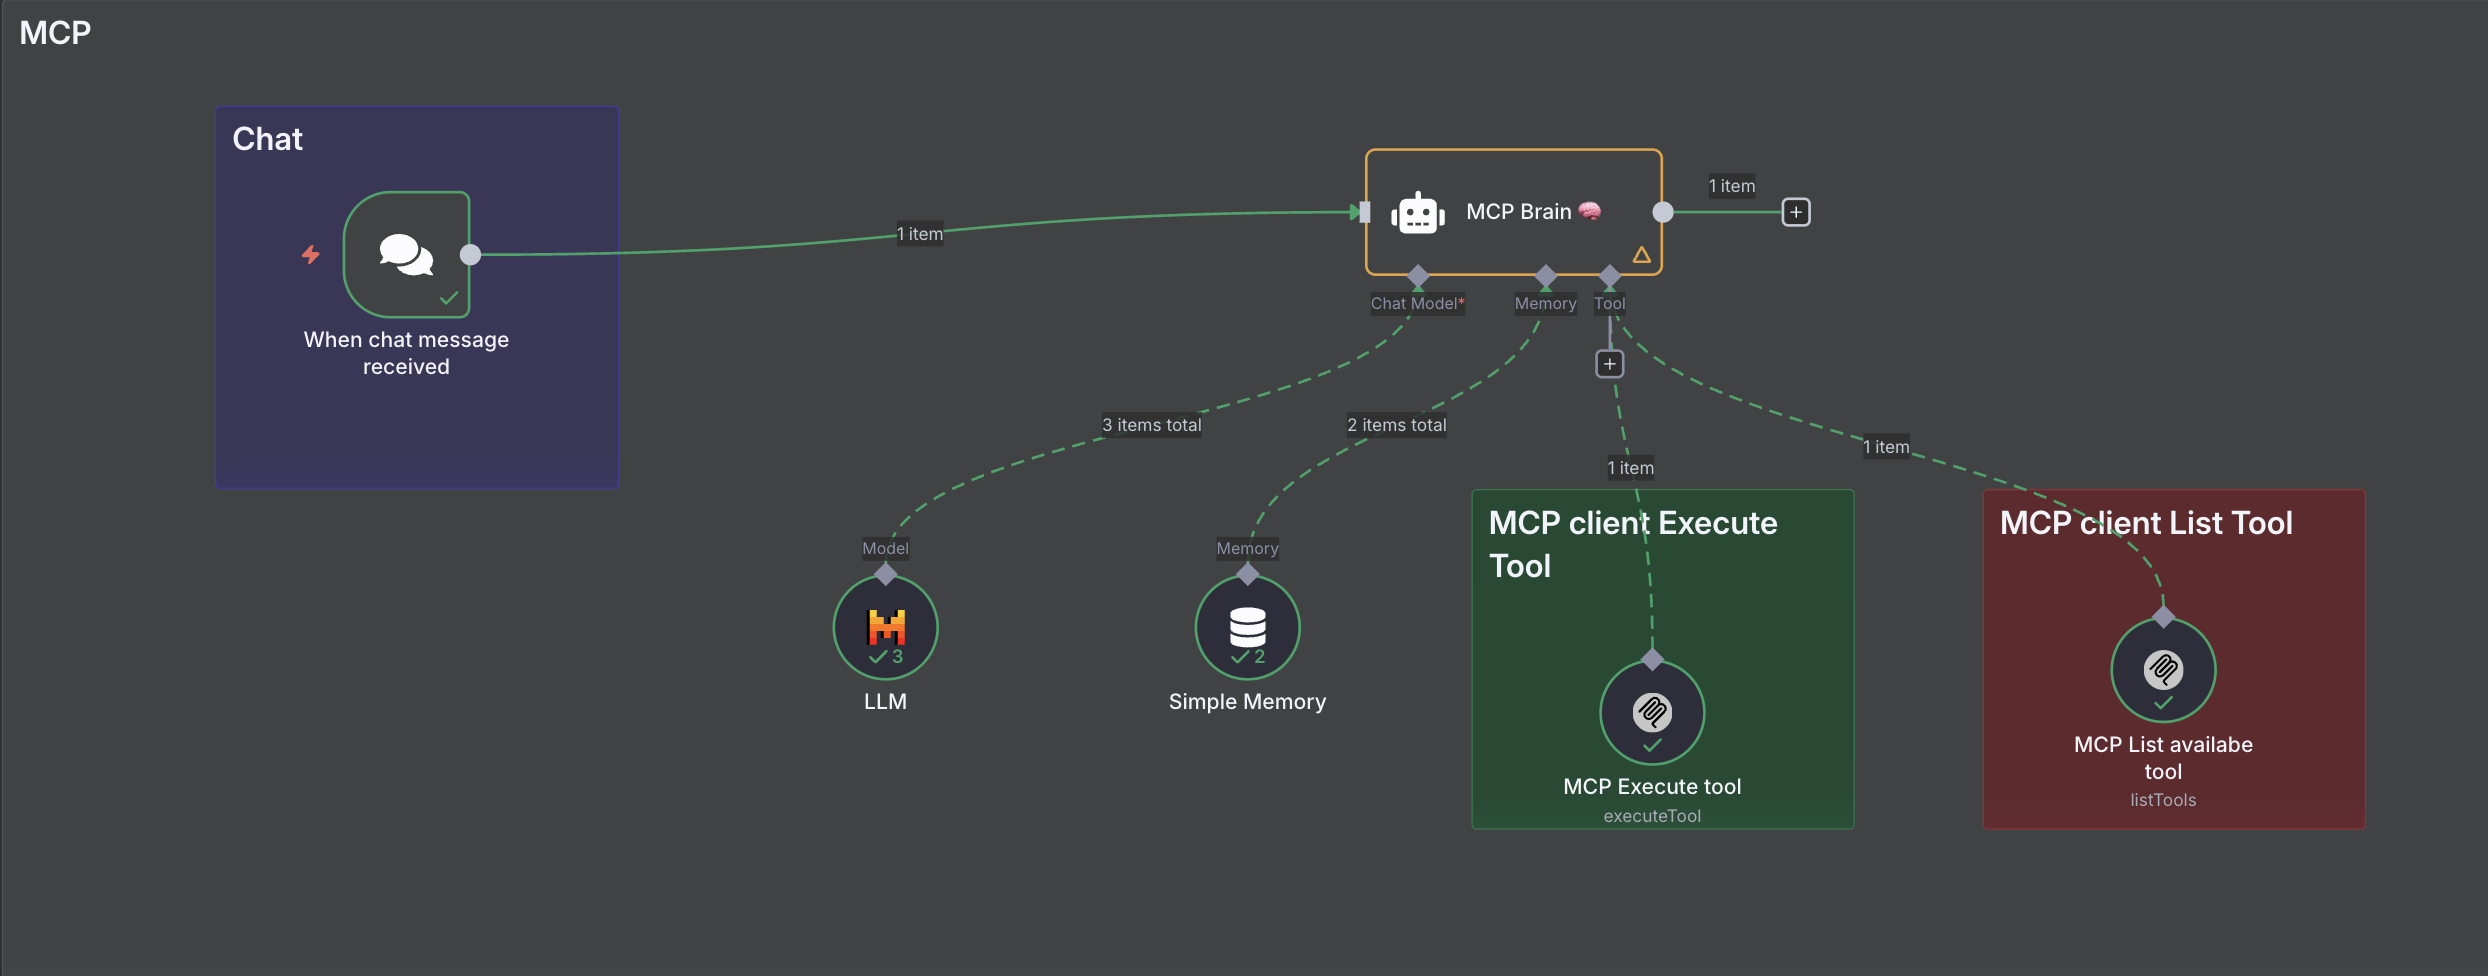 MCP
Chat
When chat message
received
1 item
MCP Brain 🧠
1 item
Chat Model*
Memory
Tool
3 items total
2 items total
1 item
1 item
Model
3
LLM
Memory
2
Simple Memory
MCP client Execute
Tool
MCP Execute tool
executeTool
MCP client List Tool
MCP List availabe
tool
listTools